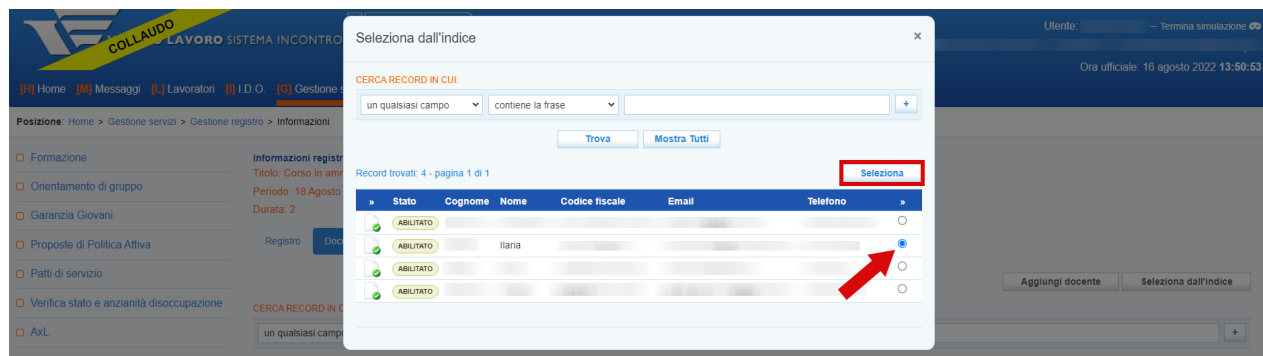 COLLAUDO
LAVORO SISTEMA INCONTRO
Utente: – Termina simulazione
Ora ufficiale: 16 agosto 2022 13:50:53
[H] Home [M] Messaggi [L] Lavoratori [I] I.D.O. [G] Gestione s
Posizione: Home > Gestione servizi > Gestione registro > Informazioni
Formazione
Orientamento di gruppo
Garanzia Giovani
Proposte di Politica Attiva
Patti di servizio
Verifica stato e anzianità disoccupazione
AxL
Informazioni registr
Titolo: Corso in amm
Periodo: 18 Agosto
Durata: 2
Registro Doce
CERCA RECORD IN C
un qualsiasi campo
Seleziona dall'indice ×
CERCA RECORD IN CUI:
un qualsiasi campo contiene la frase +
Trova Mostra Tutti
Record trovati: 4 - pagina 1 di 1 Seleziona
» Stato Cognome Nome Codice fiscale Email Telefono »
ABILITATO
ABILITATO Ilaria
ABILITATO
ABILITATO
Aggiungi docente Seleziona dall'indice
+